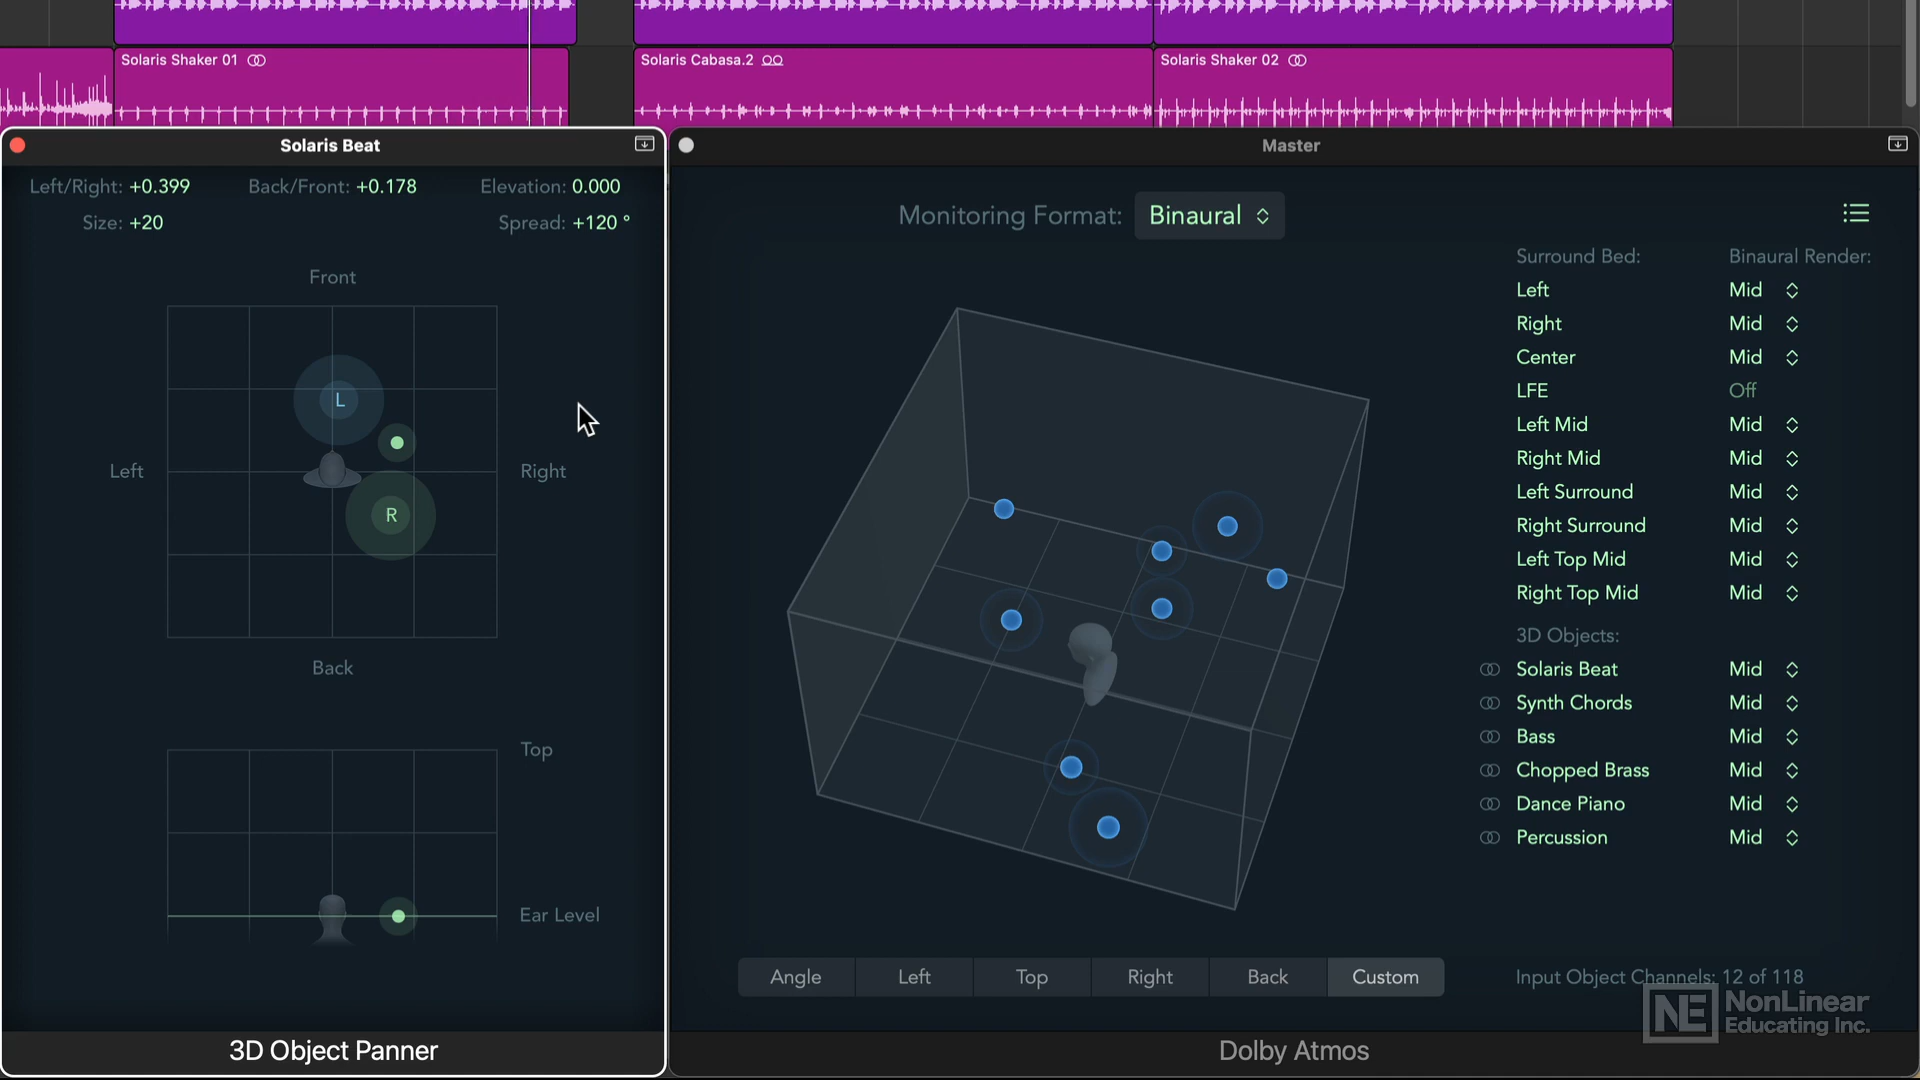 Solaris Shaker 01
Solaris Cabasa.2
Solaris Shaker 02
Solaris Beat
Left/Right: +0.399
Back/Front: +0.178
Elevation: 0.000
Size: +20
Spread: +120 °
Front
L
Left
Right
R
Back
Top
Ear Level
3D Object Panner
Master
Monitoring Format: Binaural
Surround Bed: Binaural Render:
Left Mid
Right Mid
Center Mid
LFE Off
Left Mid Mid
Right Mid Mid
Left Surround Mid
Right Surround Mid
Left Top Mid Mid
Right Top Mid Mid
3D Objects:
Solaris Beat Mid
Synth Chords Mid
Bass Mid
Chopped Brass Mid
Dance Piano Mid
Percussion Mid
Angle Left Top Right Back Custom
Input Object Channels: 12 of 118
NE NonLinear
Educating Inc.
Dolby Atmos